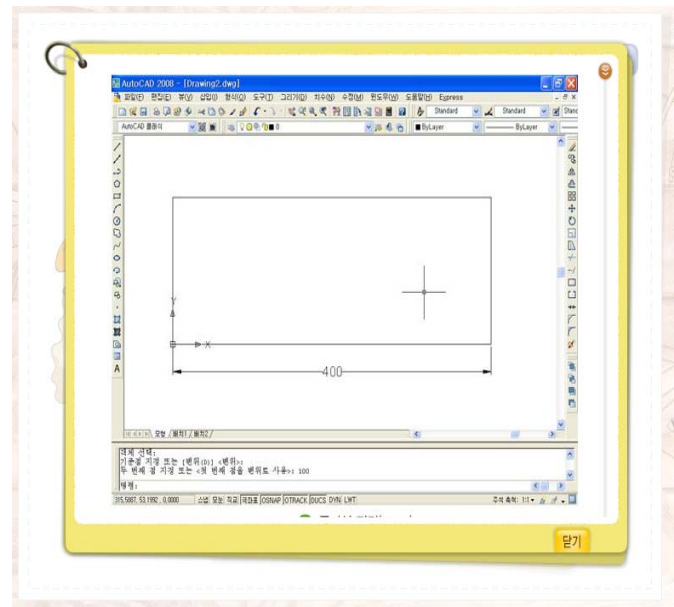 AutoCAD 2008 - [Drawing2.dwg]
파일(F) 편집(E) 뷰(V) 삽입(I) 형식(O) 도구(T) 그리기(D) 치수(N) 수정(M) 윈도우(W) 도움말(H) Express
Standard Standard Stanc
AutoCAD 클래식 0 ByLayer ByLayer
Y
X
400
A
모형 / 배치1 / 배치2 /
객체 선택:
기준점 지정 또는 [변위(D)] <변위>:
두 번째 점 지정 또는 <첫 번째 점을 변위로 사용>: 100
명령:
315.5887, 53.1992 , 0.0000 스냅 모눈 직교 극좌표 OSNAP OTRACK DUCS DYN LWT 주석 축척: 1:1
닫기